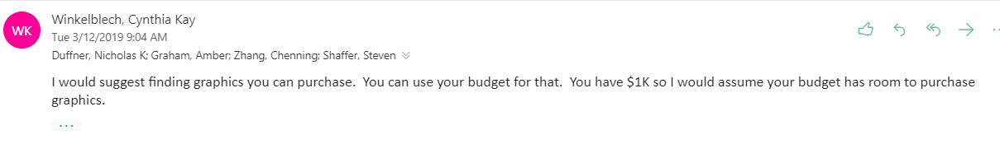 WK
Winkelblech, Cynthia Kay
Tue 3/12/2019 9:04 AM
Duffner, Nicholas K; Graham, Amber; Zhang, Chenning; Shaffer, Steven
I would suggest finding graphics you can purchase.  You can use your budget for that.  You have $1K so I would assume your budget has room to purchase
graphics.
...